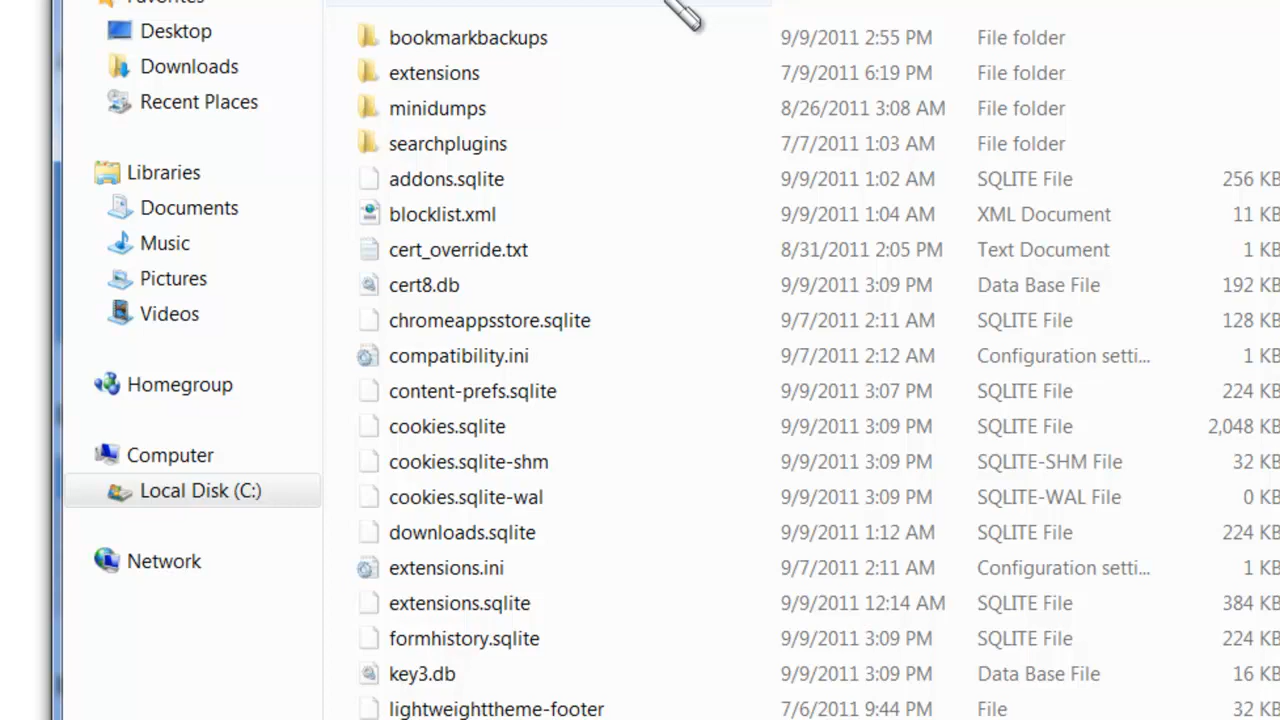 Favorites
Desktop
Downloads
Recent Places
Libraries
Documents
Music
Pictures
Videos
Homegroup
Computer
Local Disk (C:)
Network
bookmarkbackups 9/9/2011 2:55 PM File folder
extensions 7/9/2011 6:19 PM File folder
minidumps 8/26/2011 3:08 AM File folder
searchplugins 7/7/2011 1:03 AM File folder
addons.sqlite 9/9/2011 1:02 AM SQLITE File 256 KB
blocklist.xml 9/9/2011 1:04 AM XML Document 11 KB
cert_override.txt 8/31/2011 2:05 PM Text Document 1 KB
cert8.db 9/9/2011 3:09 PM Data Base File 192 KB
chromeappsstore.sqlite 9/7/2011 2:11 AM SQLITE File 128 KB
compatibility.ini 9/7/2011 2:12 AM Configuration setti... 1 KB
content-prefs.sqlite 9/9/2011 3:07 PM SQLITE File 224 KB
cookies.sqlite 9/9/2011 3:09 PM SQLITE File 2,048 KB
cookies.sqlite-shm 9/9/2011 3:09 PM SQLITE-SHM File 32 KB
cookies.sqlite-wal 9/9/2011 3:09 PM SQLITE-WAL File 0 KB
downloads.sqlite 9/9/2011 1:12 AM SQLITE File 224 KB
extensions.ini 9/7/2011 2:11 AM Configuration setti... 1 KB
extensions.sqlite 9/9/2011 12:14 AM SQLITE File 384 KB
formhistory.sqlite 9/9/2011 3:09 PM SQLITE File 224 KB
key3.db 9/9/2011 3:09 PM Data Base File 16 KB
lightweighttheme-footer 7/6/2011 9:44 PM File 32 KB